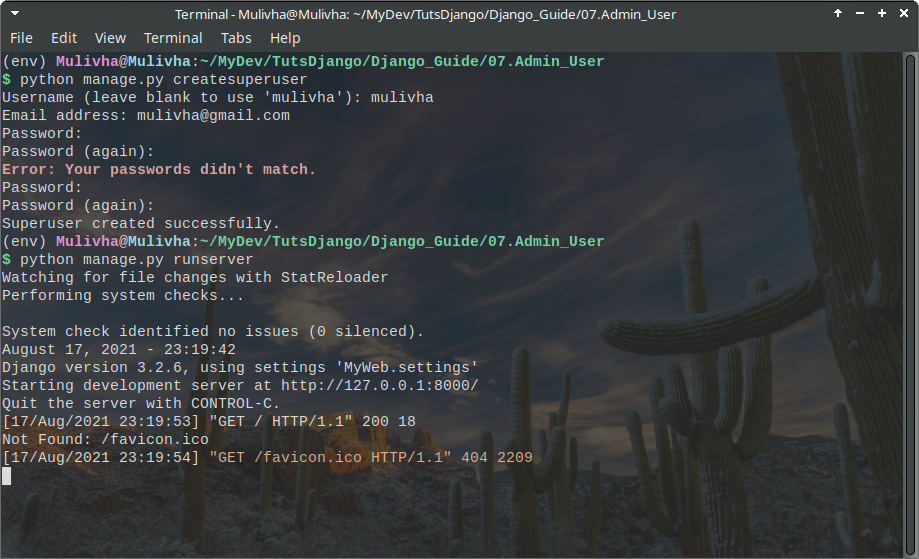 Terminal - Mulivha@Mulivha: ~/MyDev/TutsDjango/Django_Guide/07.Admin_User
File Edit View Terminal Tabs Help
(env) Mulivha@Mulivha:~/MyDev/TutsDjango/Django_Guide/07.Admin_User
$ python manage.py createsuperuser
Username (leave blank to use 'mulivha'): mulivha
Email address: mulivha@gmail.com
Password:
Password (again):
Error: Your passwords didn't match.
Password:
Password (again):
Superuser created successfully.
(env) Mulivha@Mulivha:~/MyDev/TutsDjango/Django_Guide/07.Admin_User
$ python manage.py runserver
Watching for file changes with StatReloader
Performing system checks...
System check identified no issues (0 silenced).
August 17, 2021 - 23:19:42
Django version 3.2.6, using settings 'MyWeb.settings'
Starting development server at http://127.0.0.1:8000/
Quit the server with CONTROL-C.
[17/Aug/2021 23:19:53] "GET / HTTP/1.1" 200 18
Not Found: /favicon.ico
[17/Aug/2021 23:19:54] "GET /favicon.ico HTTP/1.1" 404 2209